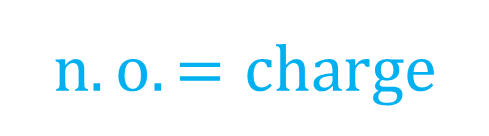 n. o. = charge